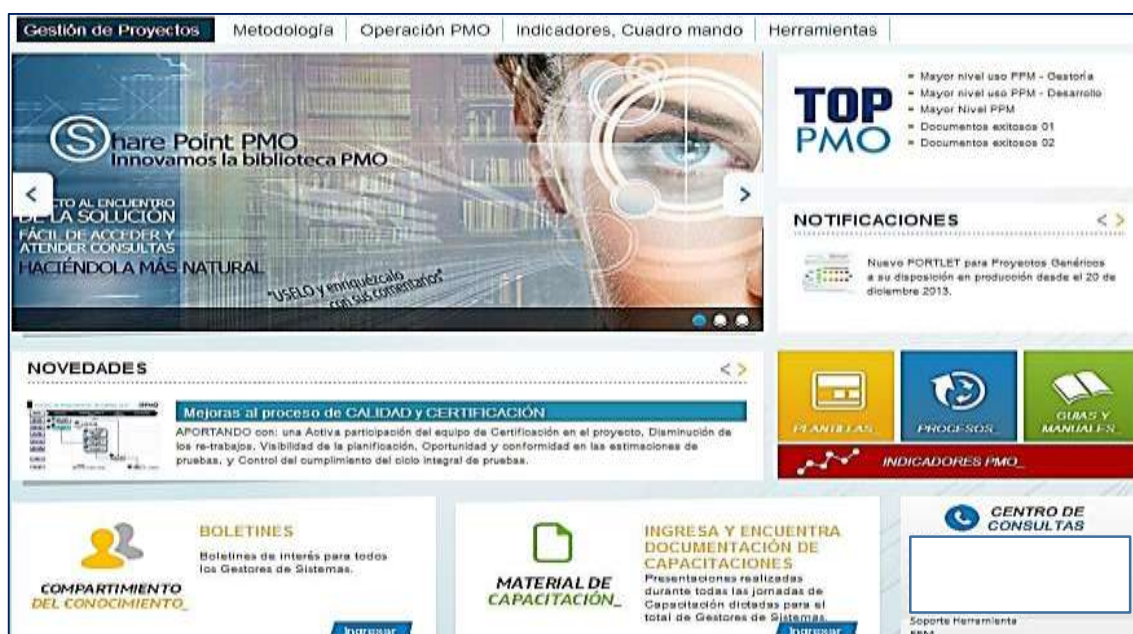 Gestión de Proyectos
Metodología
Operación PMO
Indicadores, Cuadro mando
Herramientas
Share Point PMO
Innovamos la biblioteca PMO
AL ENCUENTRO
DE LA SOLUCIÓN
FÁCIL DE ACCEDER Y
ATENDER CONSULTAS
HACIÉNDOLA MÁS NATURAL
"USELO y enriquézcalo
con sus comentarios"
TOP
PMO
Mayor nivel uso PPM - Gestoría
Mayor nivel uso PPM - Desarrollo
Mayor Nivel PPM
Documentos exitosos 01
Documentos exitosos 02
NOTIFICACIONES
Nuevo PORTLET para Proyectos Genéricos
a su disposición en producción desde el 20 de
diciembre 2013.
NOVEDADES
Mejoras al proceso de CALIDAD y CERTIFICACIÓN
APORTANDO con: una Activa participación del equipo de Certificación en el proyecto, Disminución de
los re-trabajos, Visibilidad de la planificación, Oportunidad y conformidad en las estimaciones de
pruebas, y Control del cumplimiento del ciclo integral de pruebas.
PLANTILLAS_
PROCESOS_
GUIAS Y
MANUALES_
INDICADORES PMO_
COMPARTIMIENTO
DEL CONOCIMIENTO_
BOLETINES
Boletines de interés para todos
los Gestores de Sistemas.
Ingresar
MATERIAL DE
CAPACITACIÓN_
INGRESA Y ENCUENTRA
DOCUMENTACIÓN DE
CAPACITACIONES
Presentaciones realizadas
durante todas las jornadas de
Capacitación dictadas para el
total de Gestores de Sistemas.
Ingresar
CENTRO DE
CONSULTAS
Soporte Herramienta